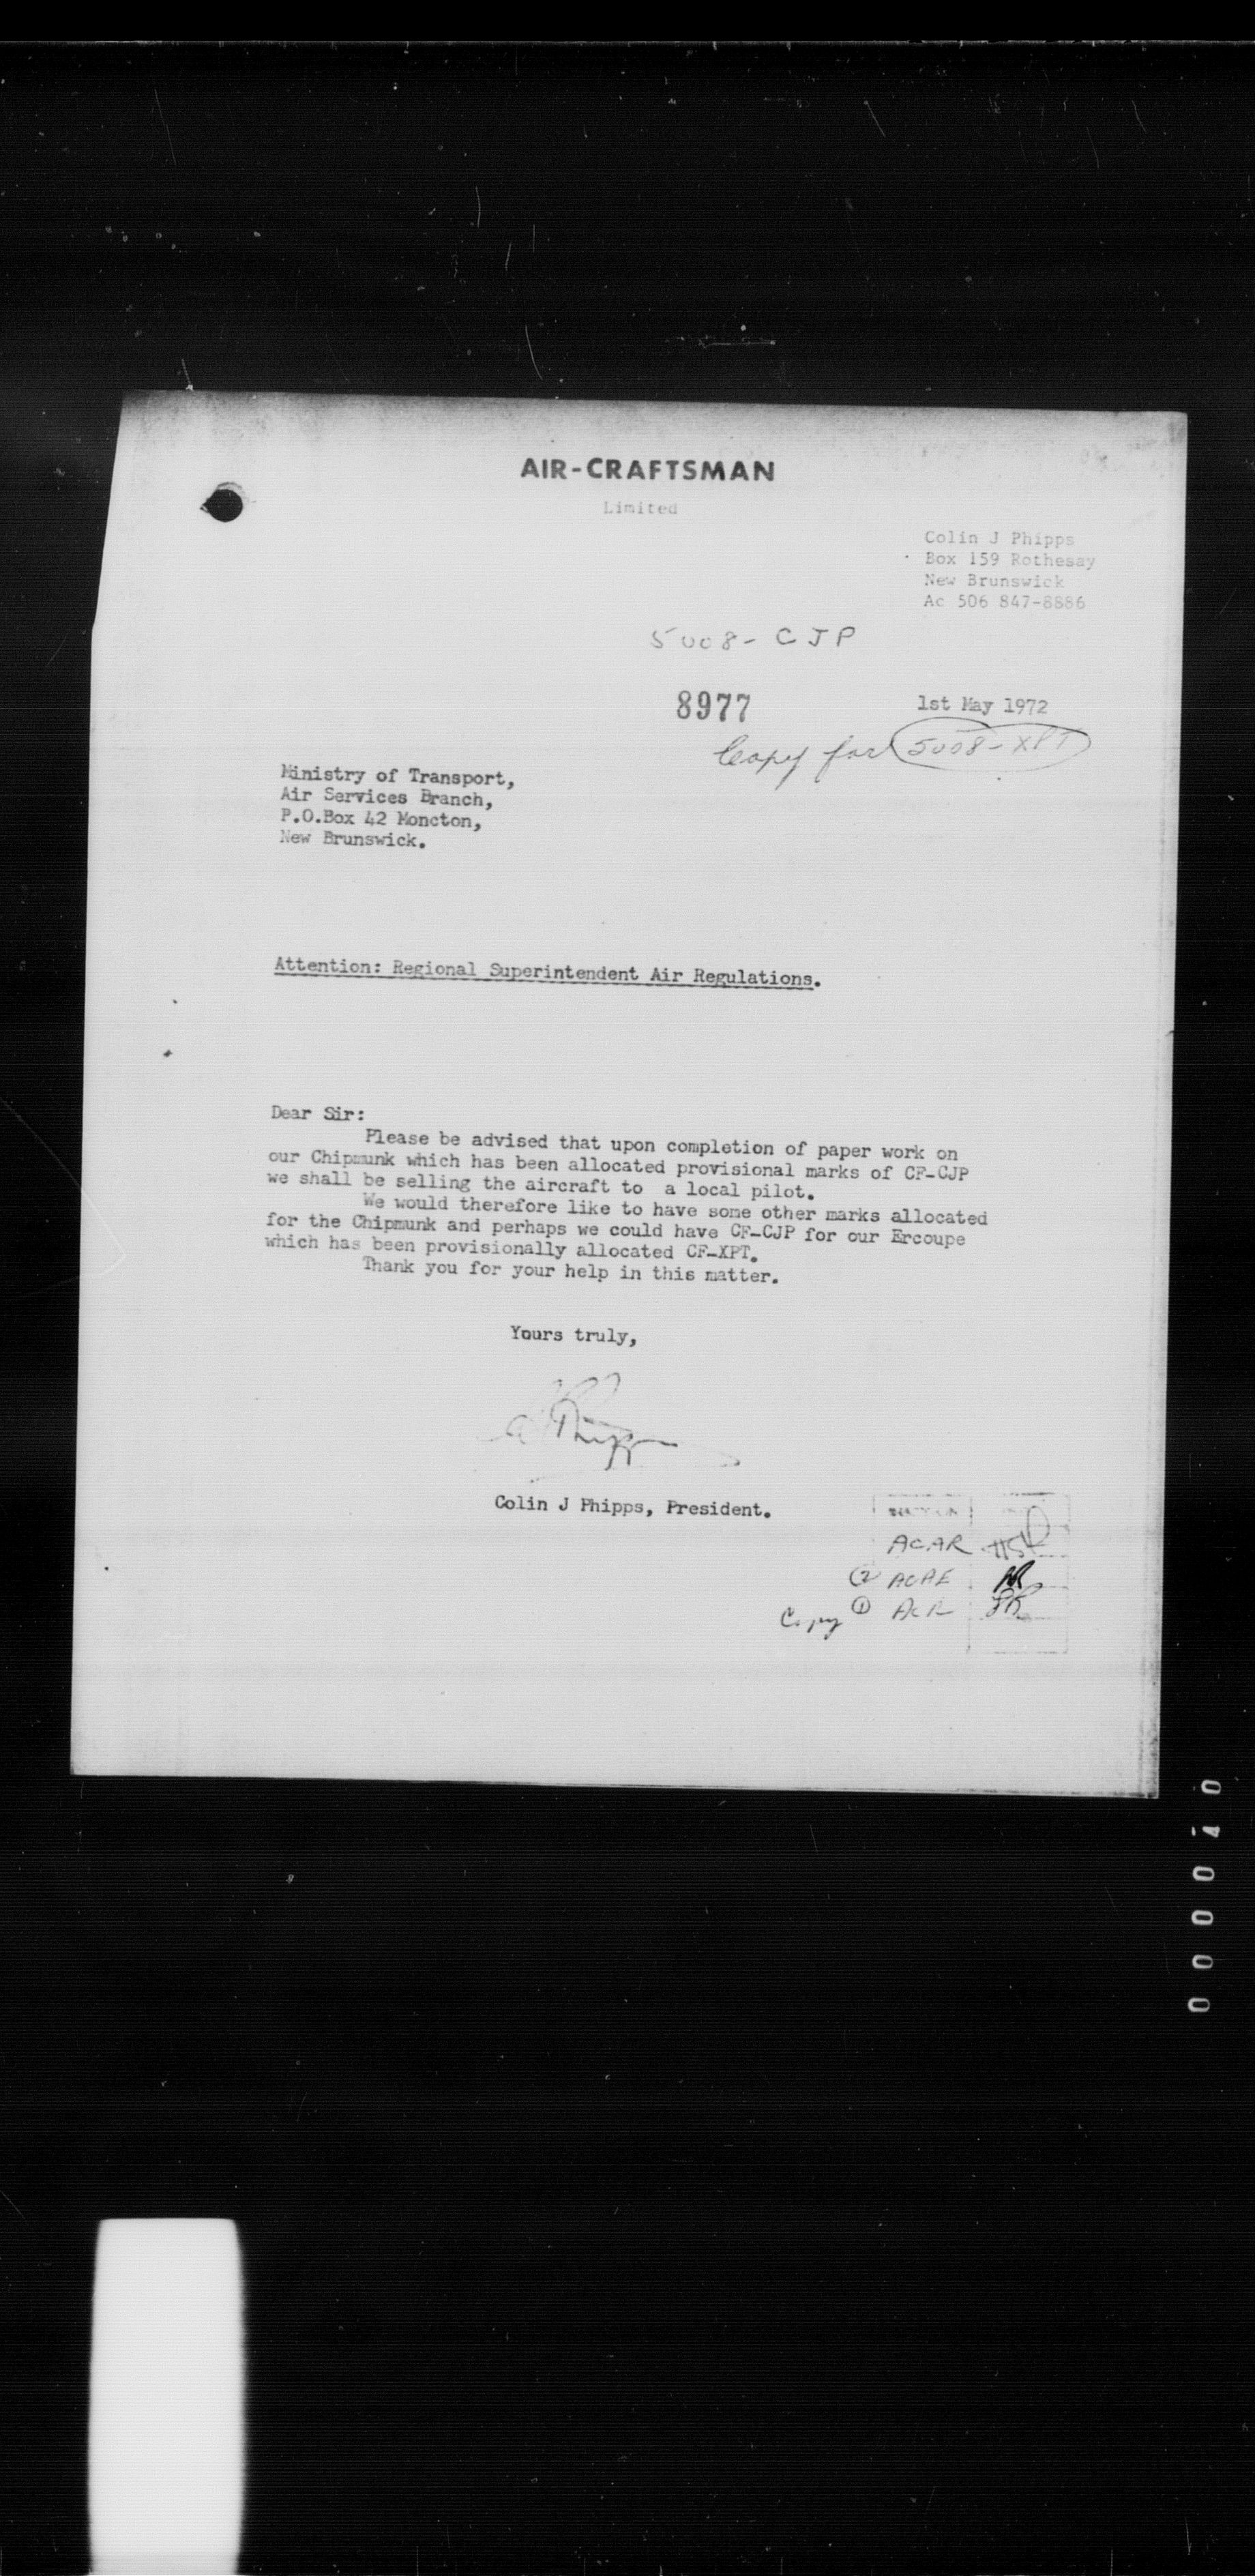 AIR-CRAFTSMAN
Limited
Colin J Phipps
Box 159 Rothesay
New Brunswick
Ac 506 847-8886
5008-CJP
8977
1st May 1972
Copy for 5008-XPT
Ministry of Transport,
Air Services Branch,
P.O.Box 42 Moncton,
New Brunswick.
Attention: Regional Superintendent Air Regulations.
Dear Sir:
Please be advised that upon completion of paper work on
our Chipmunk which has been allocated provisional marks of CF-CJP
we shall be selling the aircraft to a local pilot.
We would therefore like to have some other marks allocated
for the Chipmunk and perhaps we could have CF-CJP for our Ercoupe
which has been provisionally allocated CF-XPT.
Thank you for your help in this matter.
Yours truly,
Colin J Phipps, President.
ACAR
② ACAE
Copy ① ACR
000040